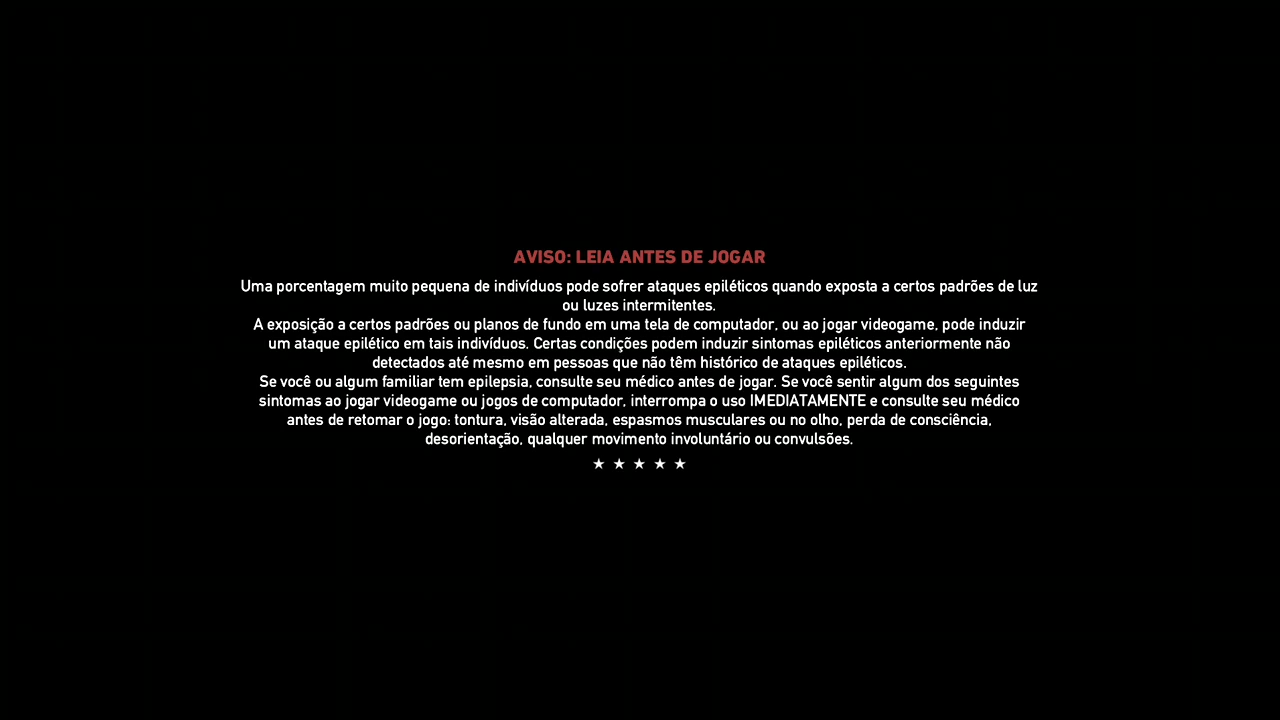 AVISO: LEIA ANTES DE JOGAR
Uma porcentagem muito pequena de indivíduos pode sofrer ataques epiléticos quando exposta a certos padrões de luz
ou luzes intermitentes.
A exposição a certos padrões ou planos de fundo em uma tela de computador, ou ao jogar videogame, pode induzir
um ataque epilético em tais indivíduos. Certas condições podem induzir sintomas epiléticos anteriormente não
detectados até mesmo em pessoas que não têm histórico de ataques epiléticos.
Se você ou algum familiar tem epilepsia, consulte seu médico antes de jogar. Se você sentir algum dos seguintes
sintomas ao jogar videogame ou jogos de computador, interrompa o uso IMEDIATAMENTE e consulte seu médico
antes de retomar o jogo: tontura, visão alterada, espasmos musculares ou no olho, perda de consciência,
desorientação, qualquer movimento involuntário ou convulsões.
★ ★ ★ ★ ★